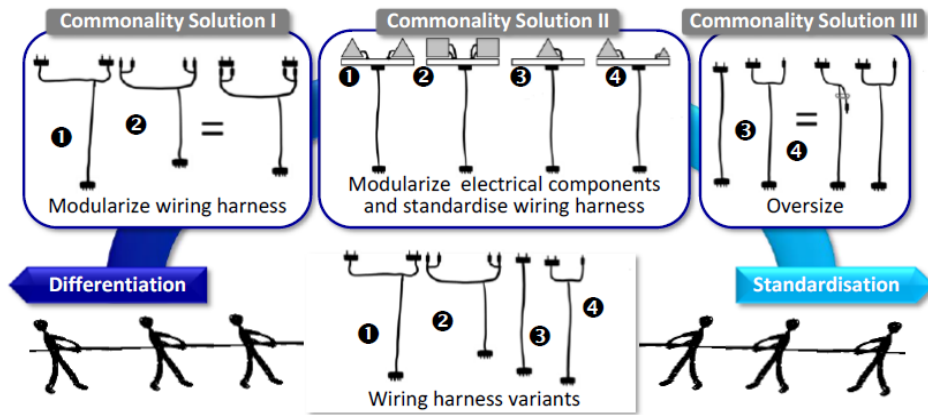 Commonality Solution I
Commonality Solution II
Commonality Solution III
❶
❷
=
Modularize wiring harness
❶
❷
❸
❹
Modularize electrical components
and standardise wiring harness
❸
❹
=
Oversize
Differentiation
Standardisation
❶
❷
❸
❹
Wiring harness variants